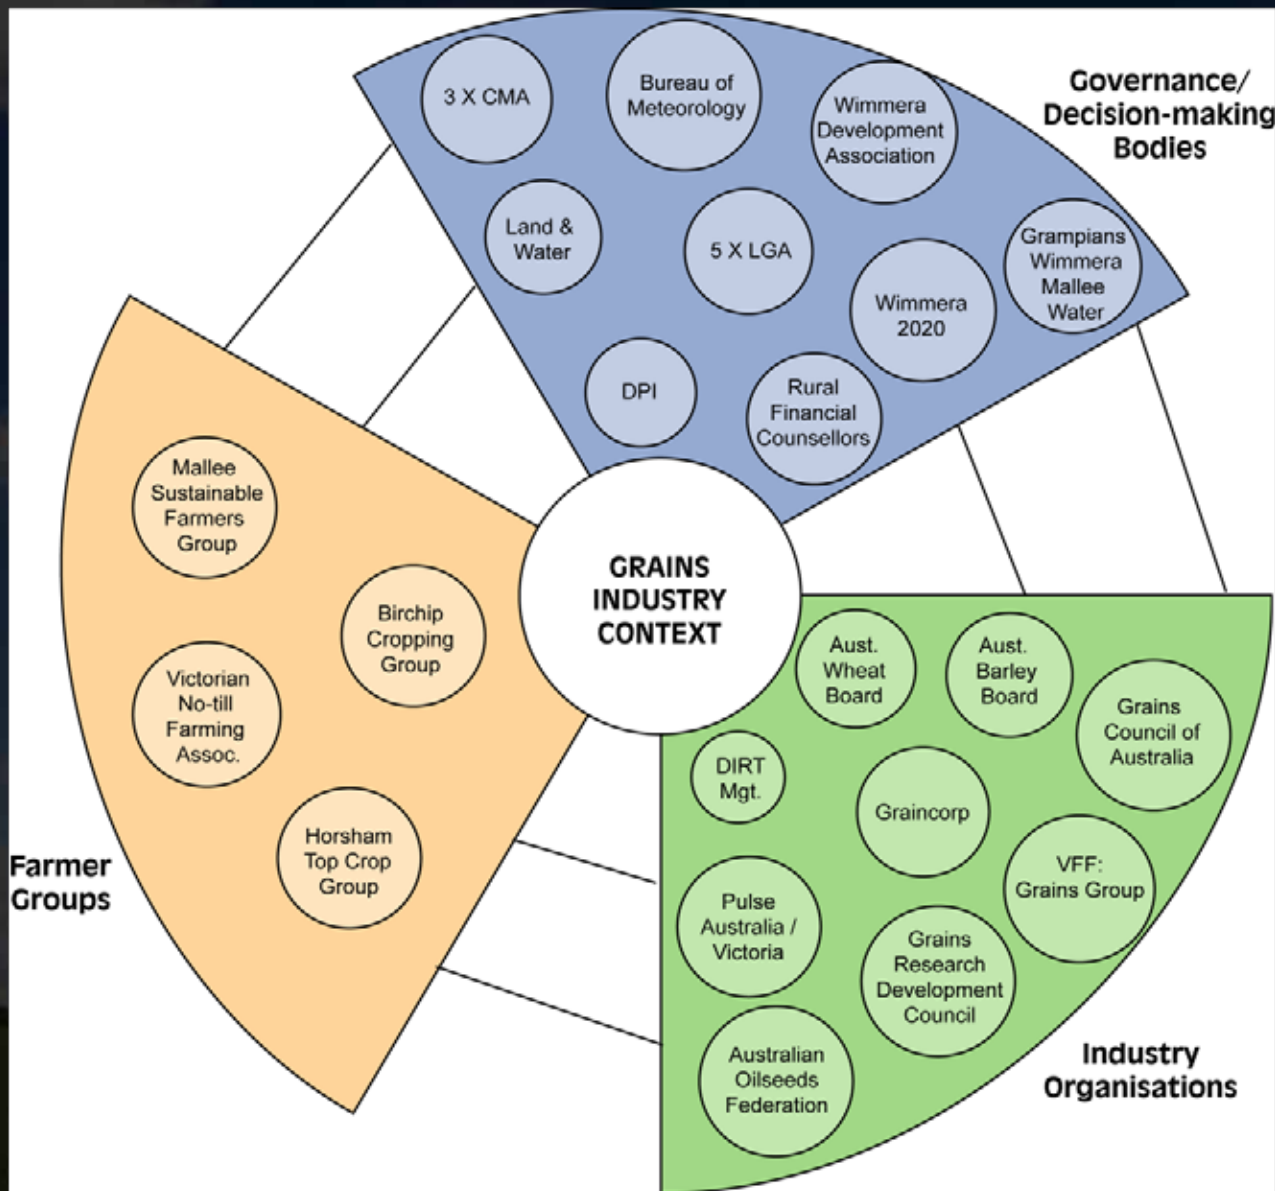 3 X CMA
Bureau of
Meteorology
Wimmera
Development
Association
Governance/
Decision-making
Bodies
Land &
Water
5 X LGA
Wimmera
2020
Grampians
Wimmera
Mallee
Water
DPI
Rural
Financial
Counsellors
GRAINS
INDUSTRY
CONTEXT
Mallee
Sustainable
Farmers
Group
Birchip
Cropping
Group
Victorian
No-till
Farming
Assoc.
Horsham
Top Crop
Group
Farmer
Groups
Aust.
Wheat
Board
Aust.
Barley
Board
Grains
Council of
Australia
DIRT
Mgt.
Graincorp
VFF:
Grains Group
Pulse
Australia /
Victoria
Grains
Research
Development
Council
Australian
Oilseeds
Federation
Industry
Organisations